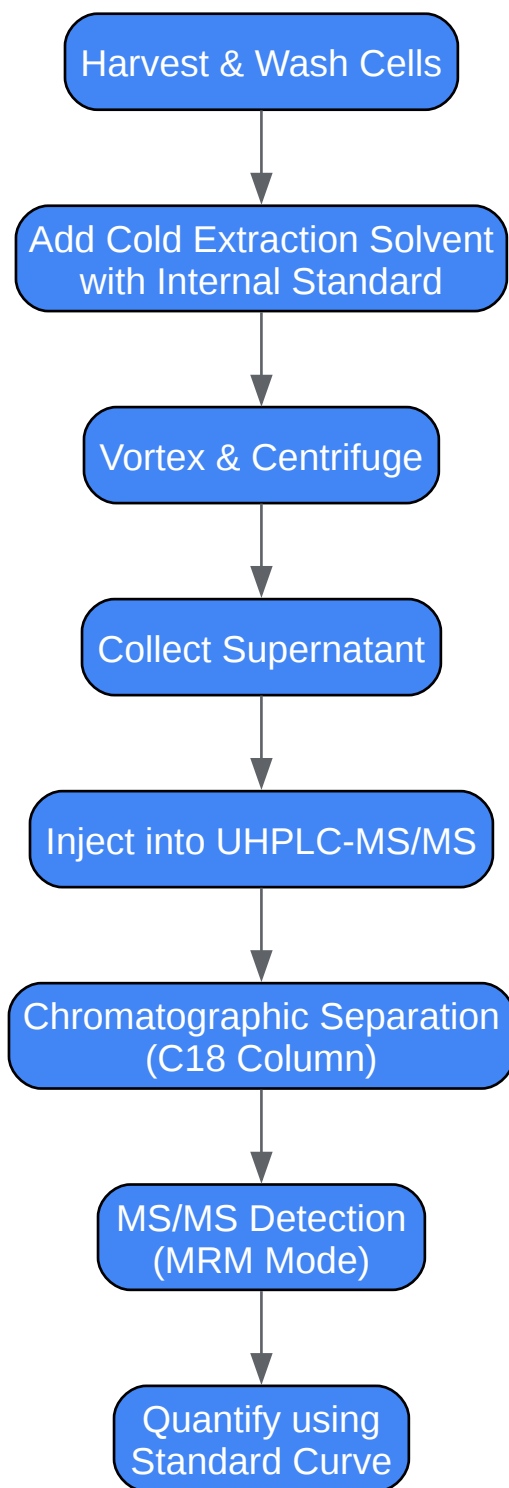 Harvest & Wash Cells
Add Cold Extraction Solvent
with Internal Standard
Vortex & Centrifuge
Collect Supernatant
Inject into UHPLC-MS/MS
Chromatographic Separation
(C18 Column)
MS/MS Detection
(MRM Mode)
Quantify using
Standard Curve